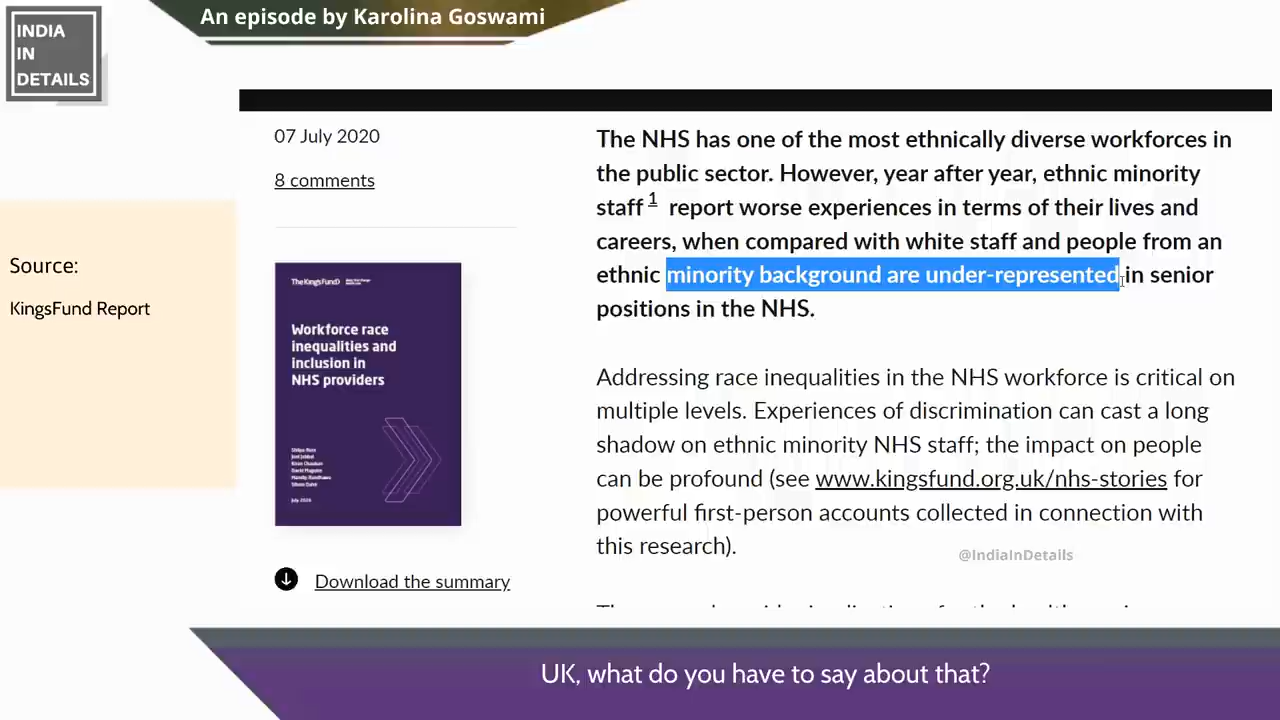 An episode by Karolina Goswami
INDIA
IN
DETAILS
07 July 2020
8 comments
The NHS has one of the most ethnically diverse workforces in
the public sector. However, year after year, ethnic minority
staff 1 report worse experiences in terms of their lives and
careers, when compared with white staff and people from an
ethnic minority background are under-represented in senior
positions in the NHS.
Source:
KingsFund Report
TheKingsFund
Workforce race
inequalities and
inclusion in
NHS providers
July 2020
Addressing race inequalities in the NHS workforce is critical on
multiple levels. Experiences of discrimination can cast a long
shadow on ethnic minority NHS staff; the impact on people
can be profound (see www.kingsfund.org.uk/nhs-stories for
powerful first-person accounts collected in connection with
this research).
@IndiaInDetails
Download the summary
UK, what do you have to say about that?